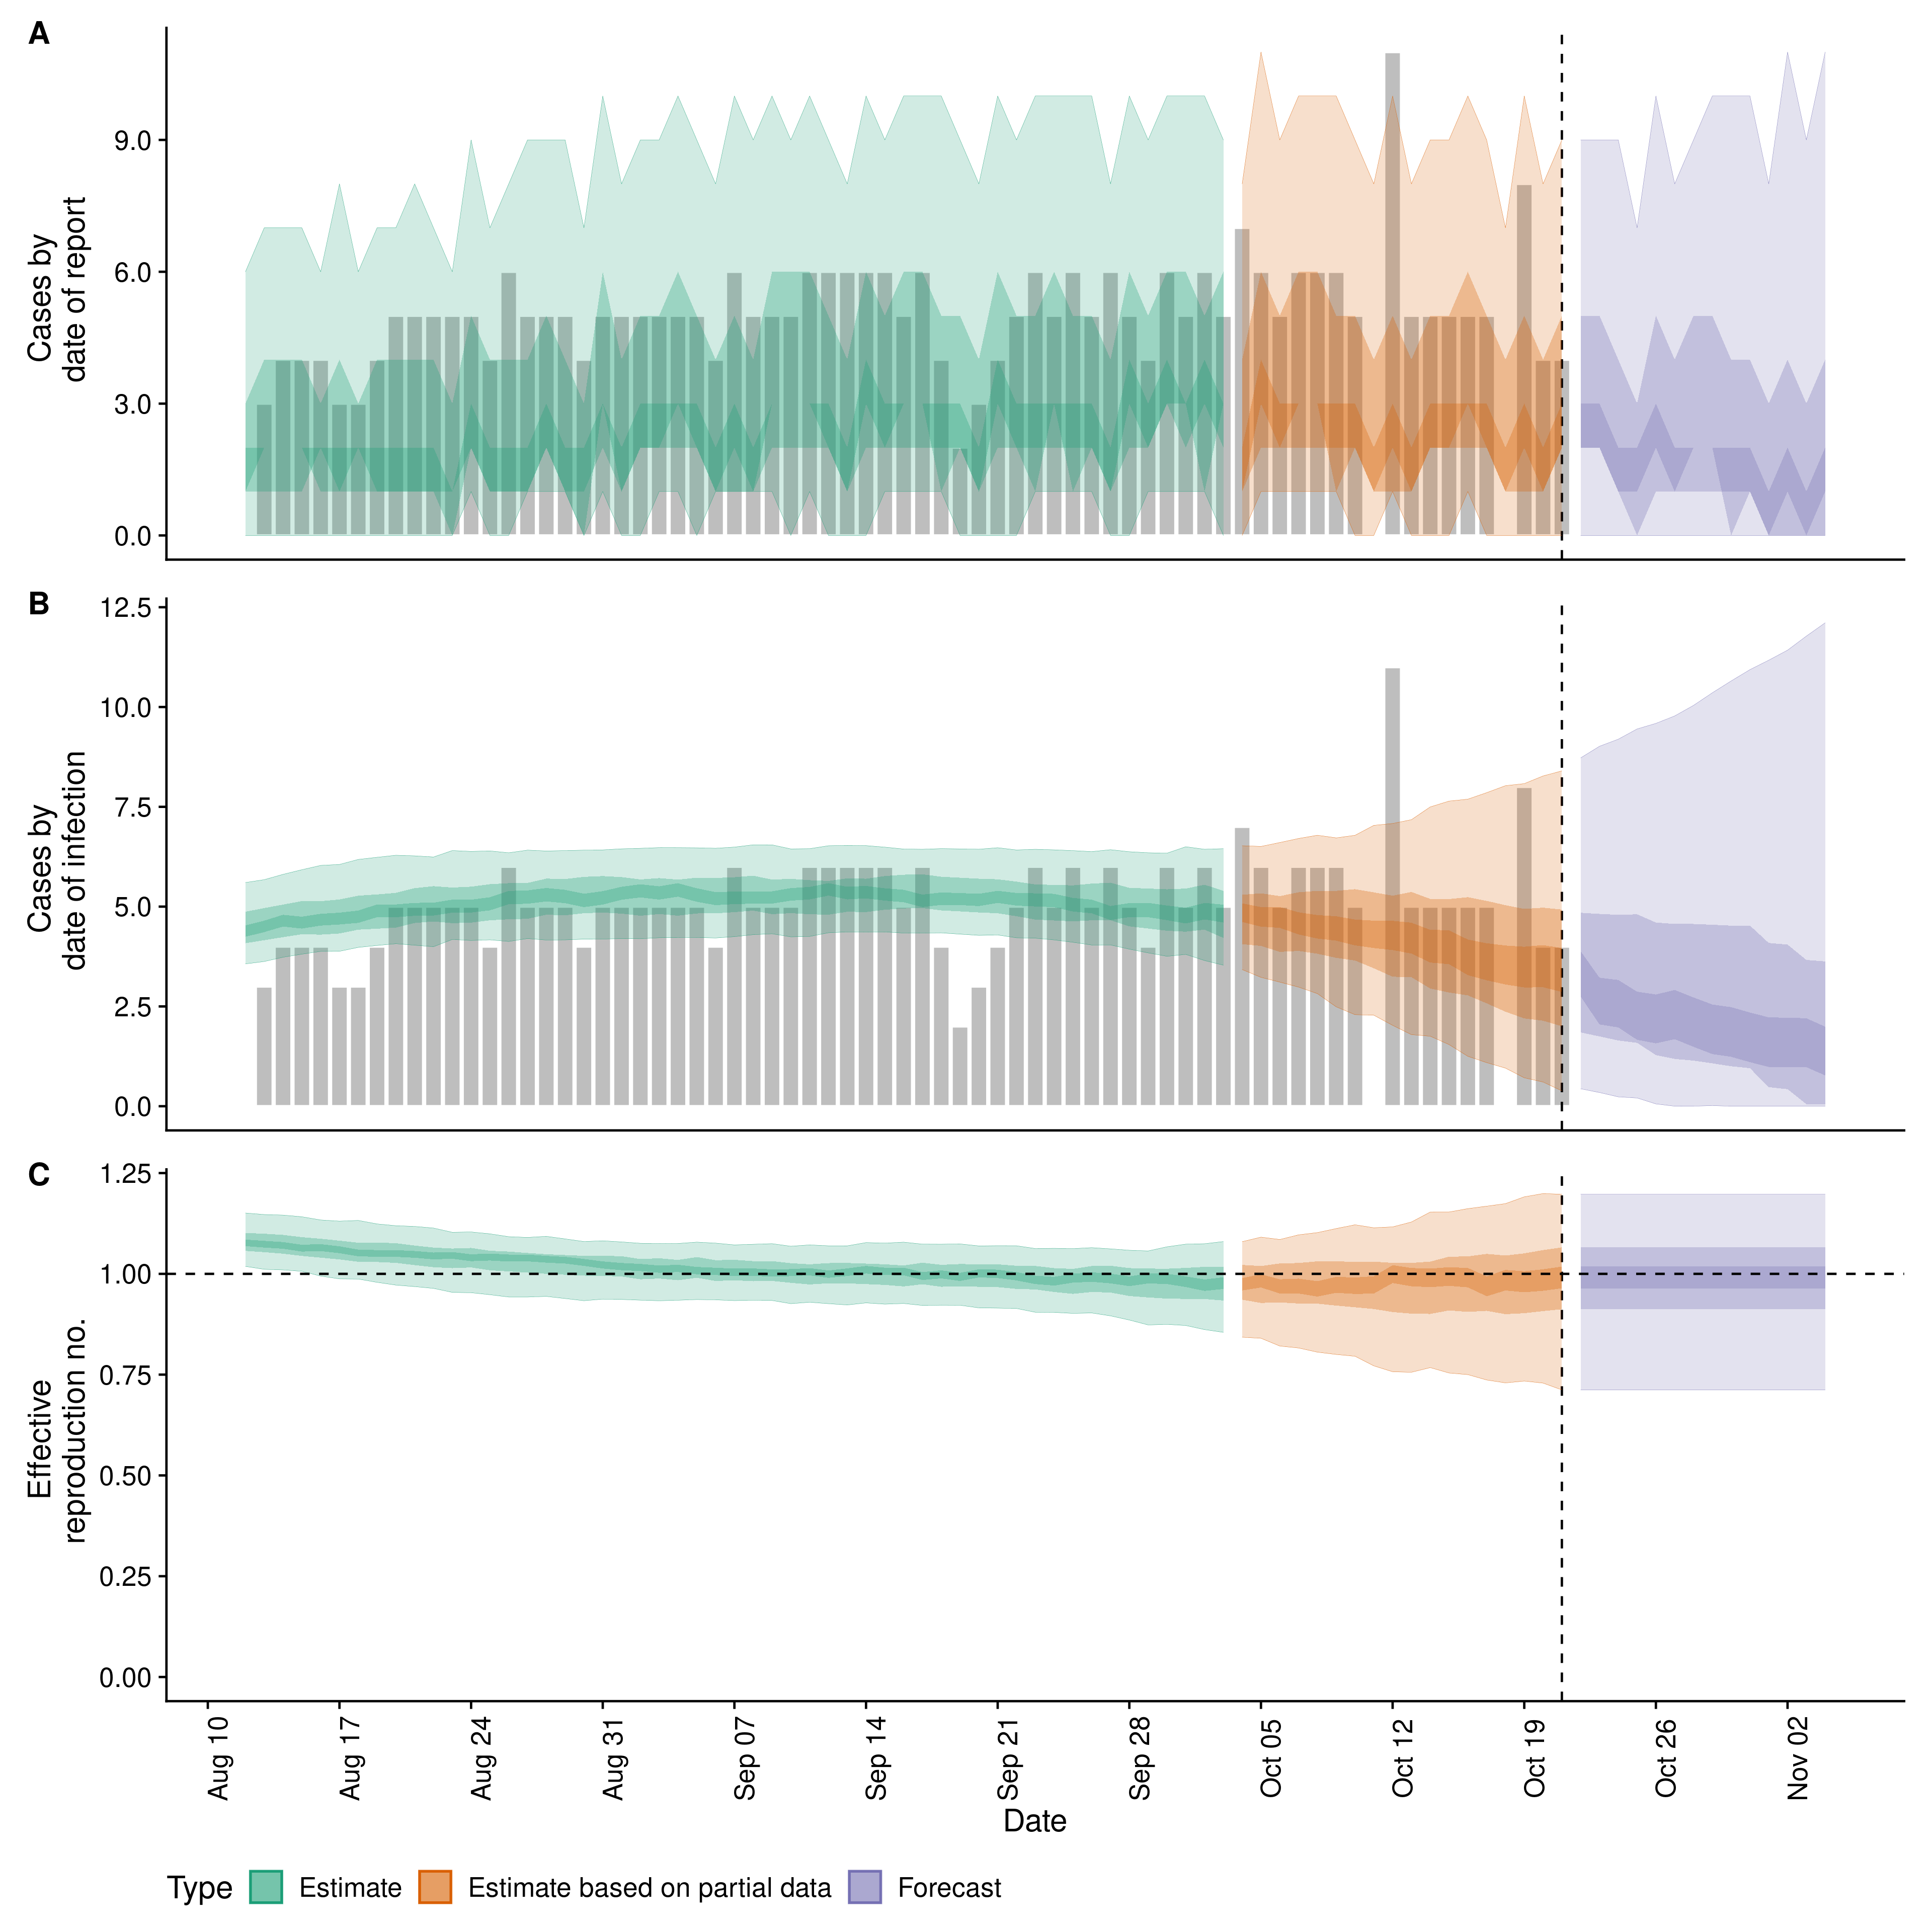 A
Cases by
date of report
9.0
6.0
3.0
0.0
B
Cases by
date of infection
12.5
10.0
7.5
5.0
2.5
0.0
C
Effective
reproduction no.
1.25
1.00
0.75
0.50
0.25
0.00
Aug 10
Aug 17
Aug 24
Aug 31
Sep 07
Sep 14
Sep 21
Sep 28
Oct 05
Oct 12
Oct 19
Oct 26
Nov 02
Date
Type Estimate Estimate based on partial data Forecast